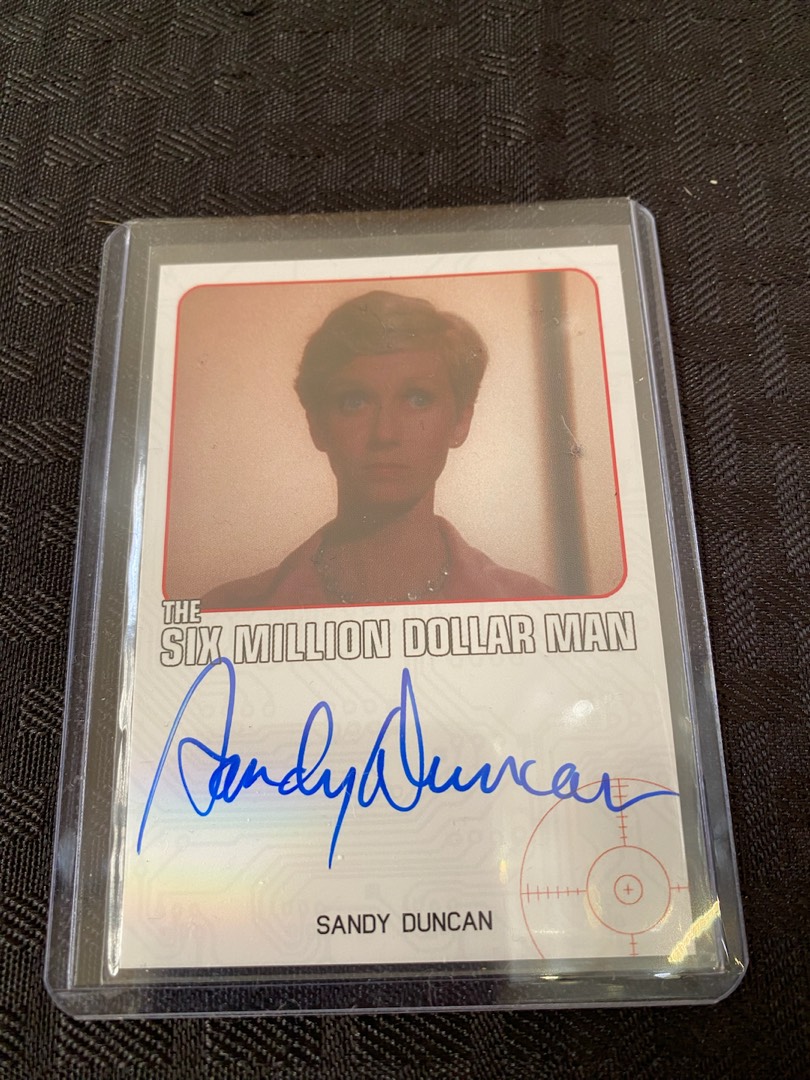 THE
SIX MILLION DOLLAR MAN
Sandy Duncan
SANDY DUNCAN